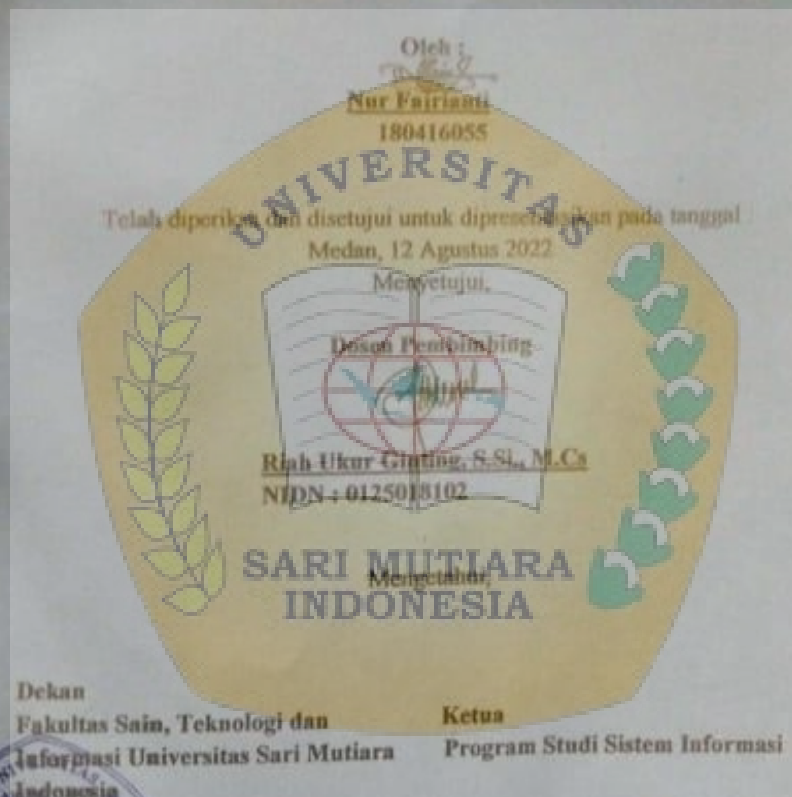 Oleh :
Nur Fairianti
180416055
UNIVERSITAS
Telah diperiksa dan disetujui untuk dipresentasikan pada tanggal :
Medan, 12 Agustus 2022
Menyetujui,
Dosen Pembimbing
Riah Ukur Ginting, S.Si., M.Cs
NIDN : 0125018102
SARI MUTIARA
Mengetahui,
INDONESIA
Dekan
Fakultas Sain, Teknologi dan
Informasi Universitas Sari Mutiara
Indonesia
Ketua
Program Studi Sistem Informasi